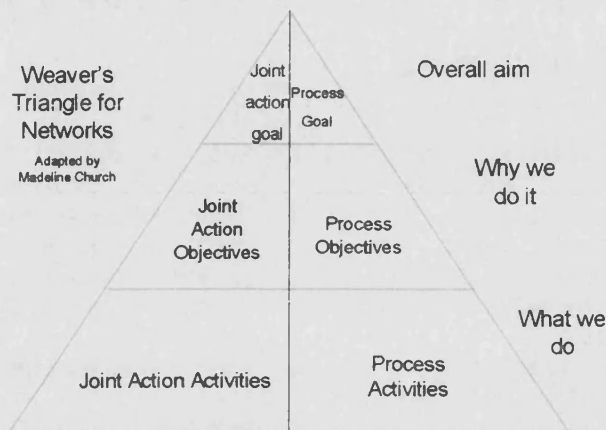 Weaver's
Triangle for
Networks
Adapted by
Madeline Church
Joint
action
goal
Process
Goal
Overall aim
Joint
Action
Objectives
Process
Objectives
Why we
do it
Joint Action Activities
Process
Activities
What we
do